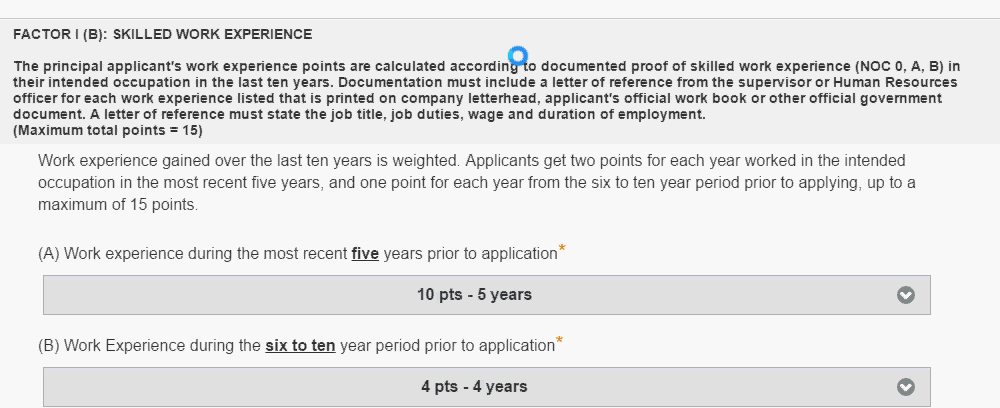 FACTOR I (B): SKILLED WORK EXPERIENCE
The principal applicant's work experience points are calculated according to documented proof of skilled work experience (NOC 0, A, B) in
their intended occupation in the last ten years. Documentation must include a letter of reference from the supervisor or Human Resources
officer for each work experience listed that is printed on company letterhead, applicant's official work book or other official government
document. A letter of reference must state the job title, job duties, wage and duration of employment.
(Maximum total points = 15)
Work experience gained over the last ten years is weighted. Applicants get two points for each year worked in the intended
occupation in the most recent five years, and one point for each year from the six to ten year period prior to applying, up to a
maximum of 15 points.
(A) Work experience during the most recent five years prior to application*
10 pts - 5 years
(B) Work Experience during the six to ten year period prior to application*
4 pts - 4 years